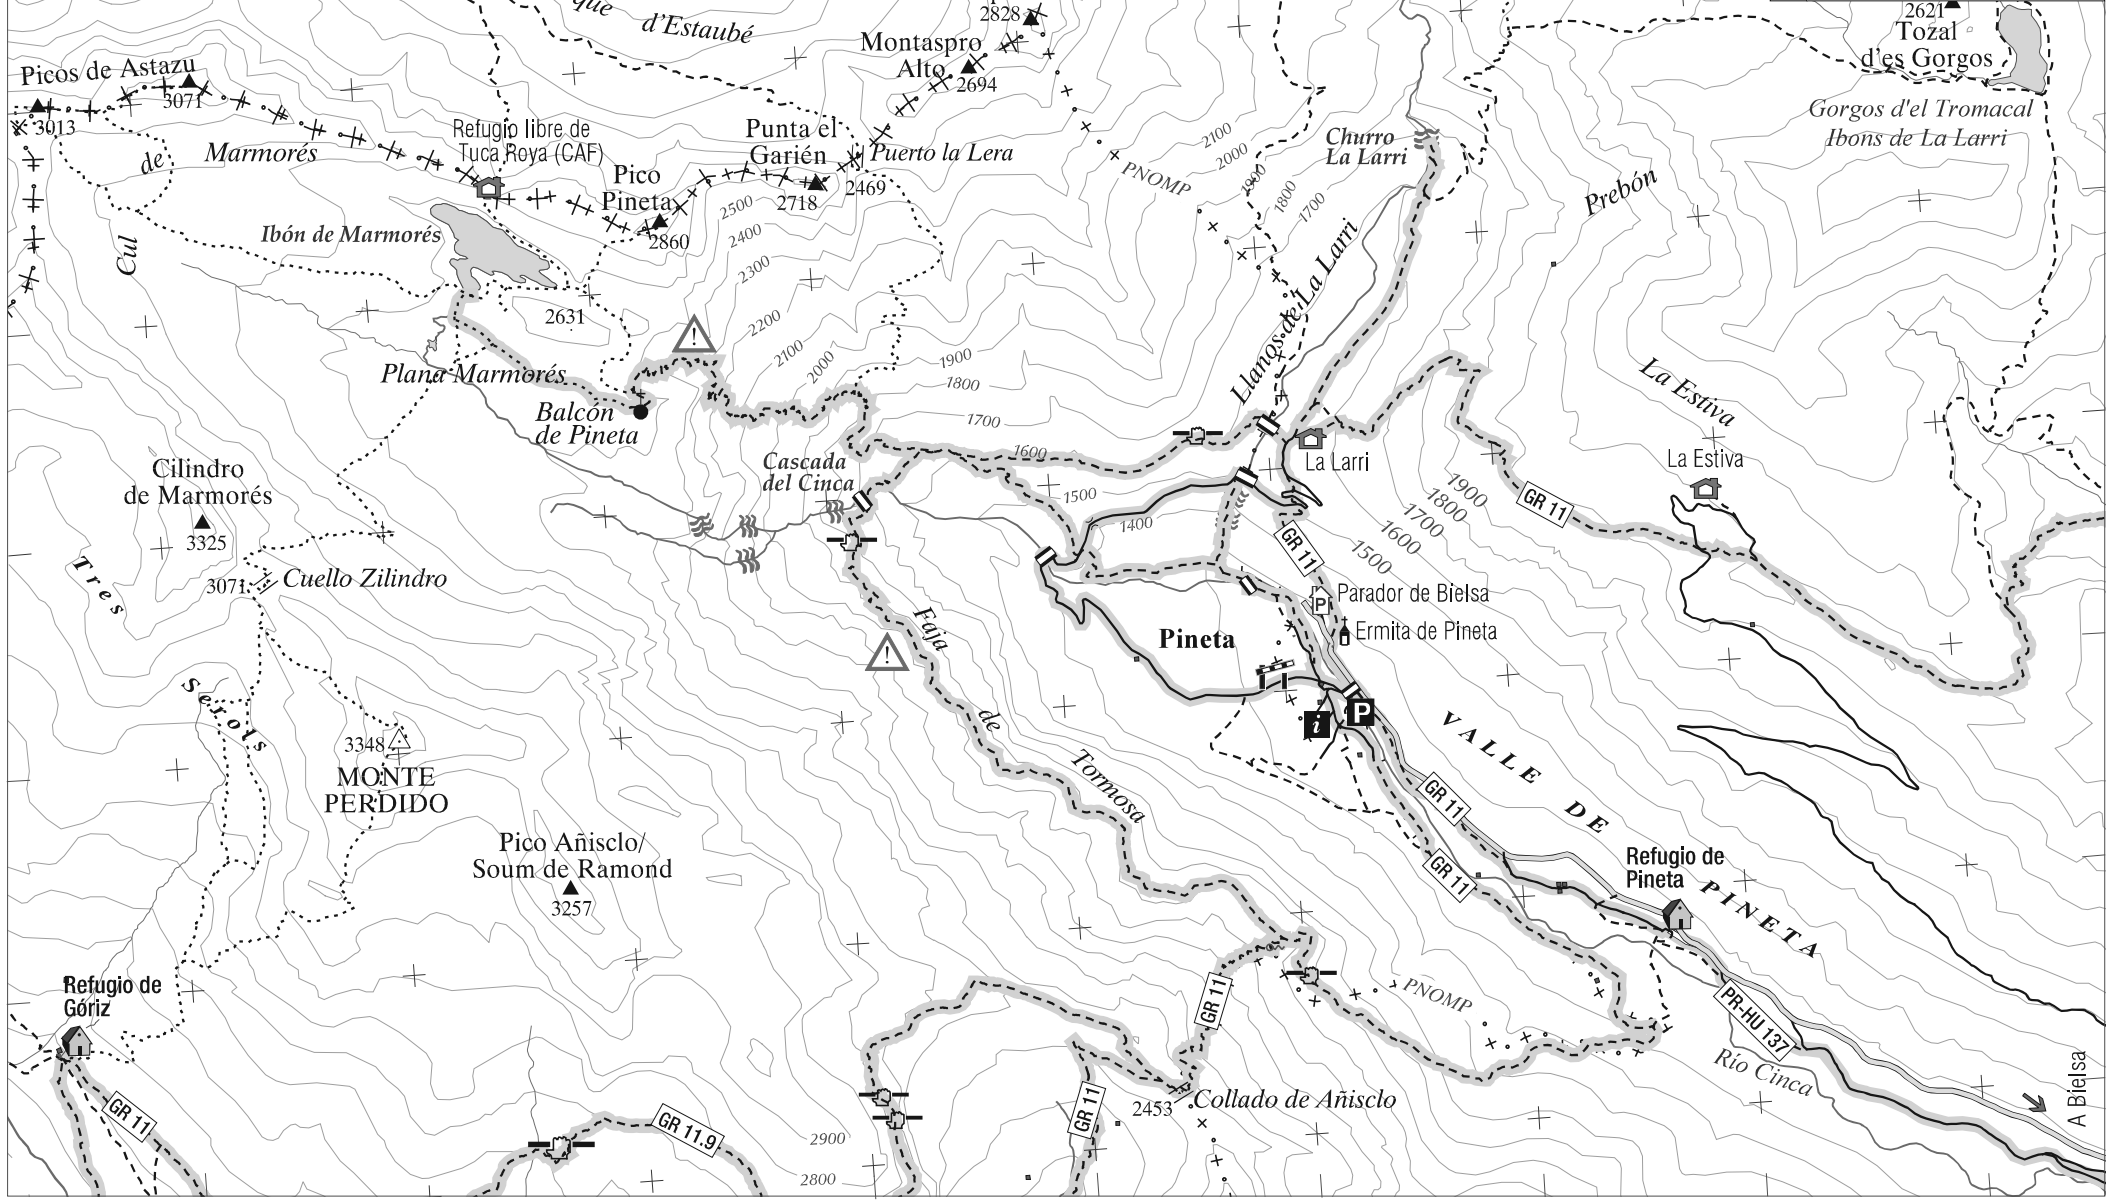 que
d'Estaubé
2828
2621
Tozal
d'es Gorgos
Montaspro
Alto
2694
Picos de Astazu
3071
3013
Gorgos d'el Tromacal
Ibons de La Larri
Refugio libre de
Tuca Roya (CAF)
Punta el
Garién
2718
Puerto la Lera
2469
2100
2000
1900
1800
1700
Churro
La Larri
PNOMP
de
Marmorés
Cul
Pico
Pineta
2860
Prebón
Ibón de Marmorés
2500
2400
2300
2200
2100
2000
1900
1800
1700
1600
1500
1400
2631
Llanos de La Larri
Plana Marmorés
Balcón
de Pineta
La Estiva
La Estiva
La Larri
Cascada
del Cinca
Cilindro
de Marmorés
3325
1900
1800
1700
1600
1500
GR 11
GR 11
Tres
Serols
3071
Cuello Zilindro
Parador de Bielsa
P
Ermita de Pineta
Pineta
Faja
de
Tormosa
i
P
3348
MONTE
PERDIDO
VALLE DE PINETA
GR 11
GR 11
Pico Añisclo/
Soum de Ramond
3257
Refugio de
Pineta
Refugio de
Góriz
GR 11
PNOMP
PR-HU 137
Río Cinca
A Bielsa
GR 11
GR 11
2453
Collado de Añisclo
GR 11.9
2900
2800